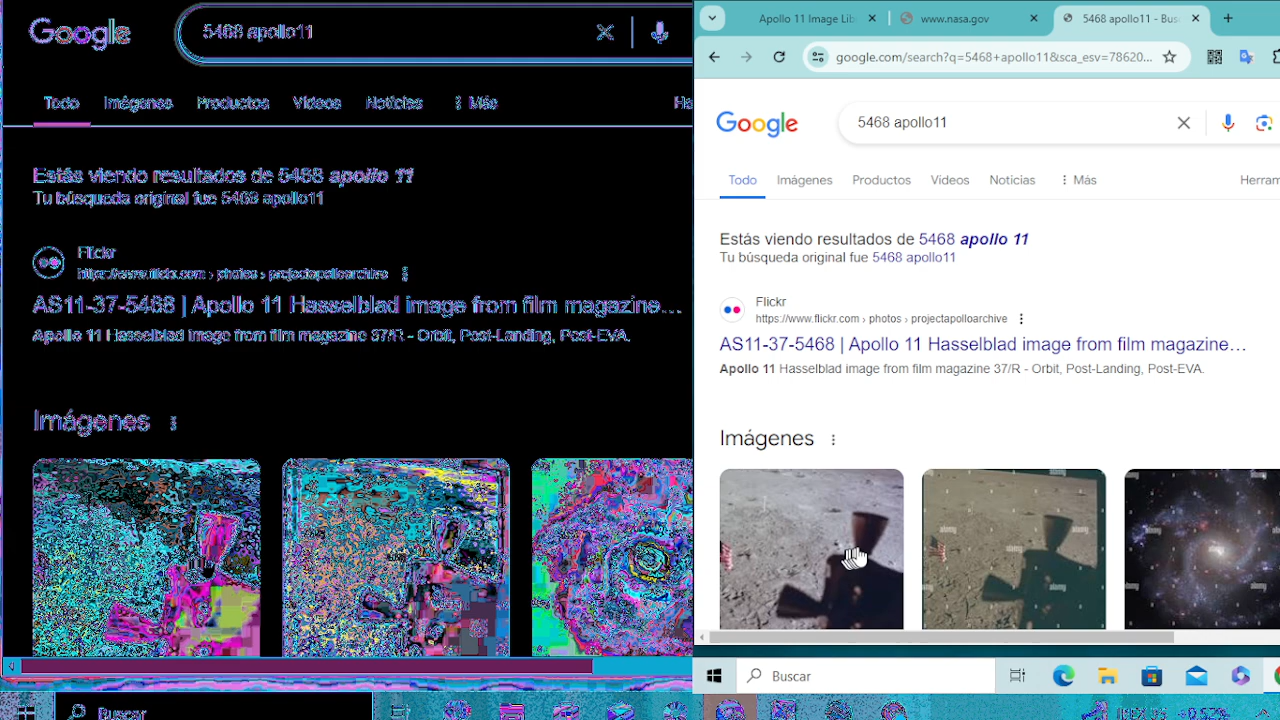 Google
5468 apollo11
Todo Imágenes Productos Videos Noticias Más
Estás viendo resultados de 5468 apollo 11
Tu búsqueda original fue 5468 apollo11
Flickr
https://www.flickr.com › photos › projectapolloarchive
AS11-37-5468 | Apollo 11 Hasselblad image from film magazine...
Apollo 11 Hasselblad image from film magazine 37/R - Orbit, Post-Landing, Post-EVA.
Imágenes
Buscar
Apollo 11 Image Lib
www.nasa.gov
5468 apollo11 - Bus
google.com/search?q=5468+apollo11&sca_esv=78620...
Google
5468 apollo11
Todo Imágenes Productos Videos Noticias Más Herram
Estás viendo resultados de 5468 apollo 11
Tu búsqueda original fue 5468 apollo11
Flickr
https://www.flickr.com › photos › projectapolloarchive
AS11-37-5468 | Apollo 11 Hasselblad image from film magazine...
Apollo 11 Hasselblad image from film magazine 37/R - Orbit, Post-Landing, Post-EVA.
Imágenes
alamy
Buscar